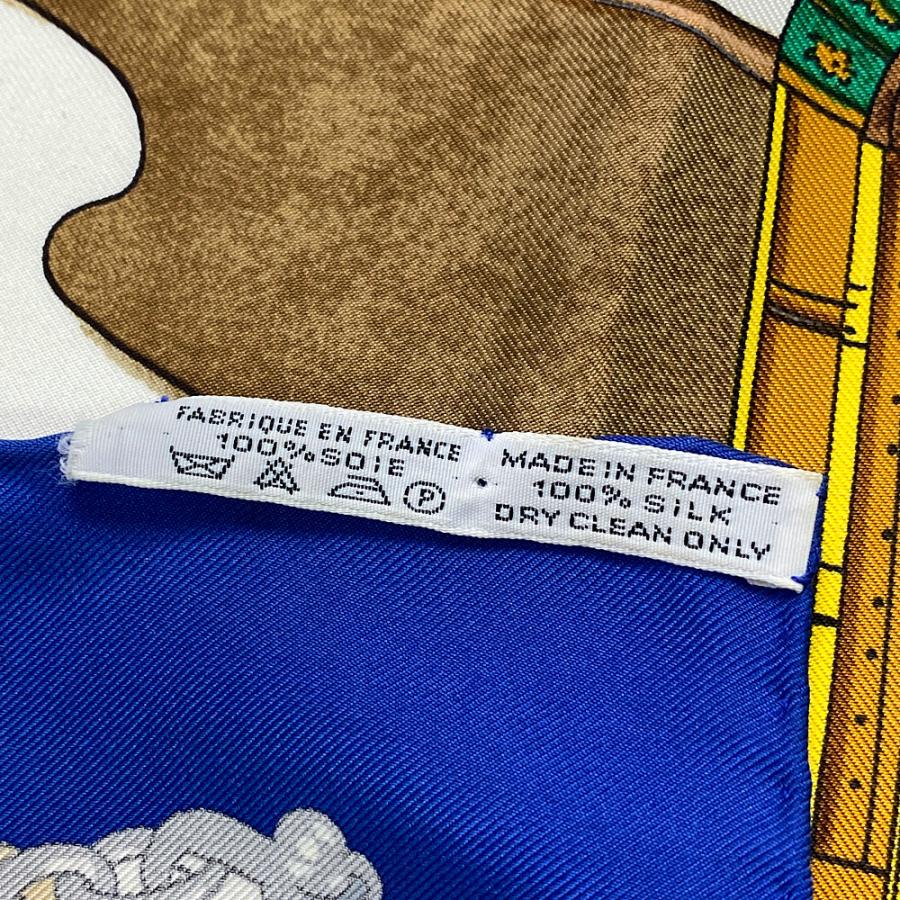 FABRIQUE EN FRANCE
100% SOIE
P
MADE IN FRANCE
100% SILK
DRY CLEAN ONLY